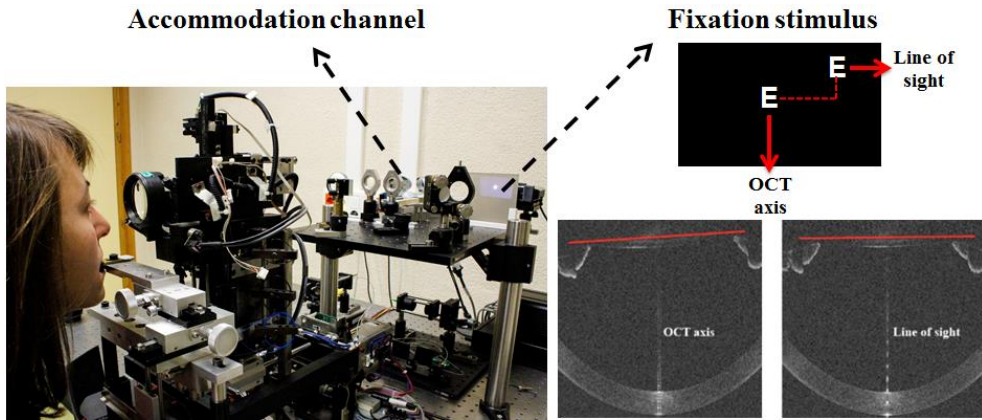 Accommodation channel
Fixation stimulus
E
E
Line of
sight
OCT
axis
OCT axis
Line of sight